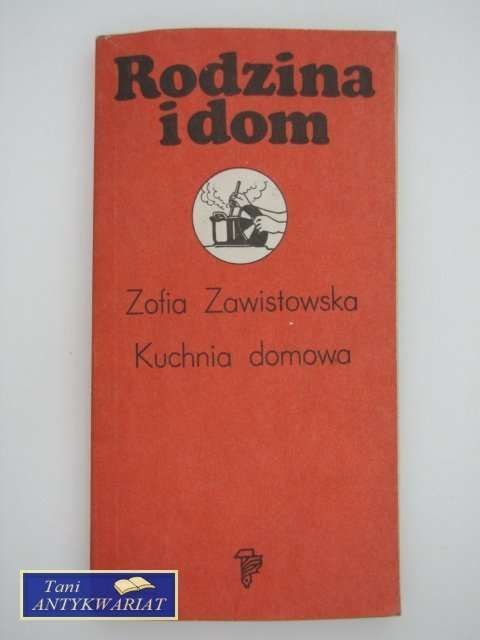 Rodzina
i dom
Zofia Zawistowska
Kuchnia domowa
Tani
ANTYKWARIAT